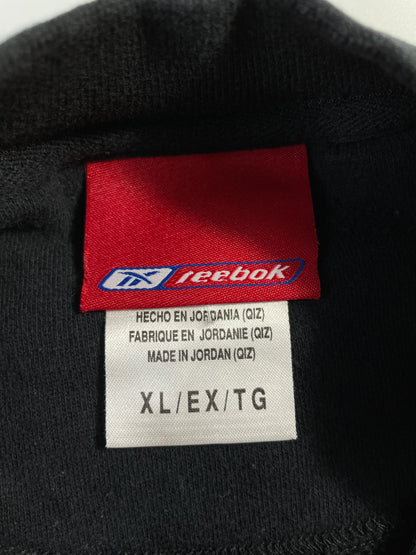 reebok
HECHO EN JORDANIA (QIZ)
FABRIQUE EN JORDANIE (QIZ)
MADE IN JORDAN (QIZ)
XL/EX/TG